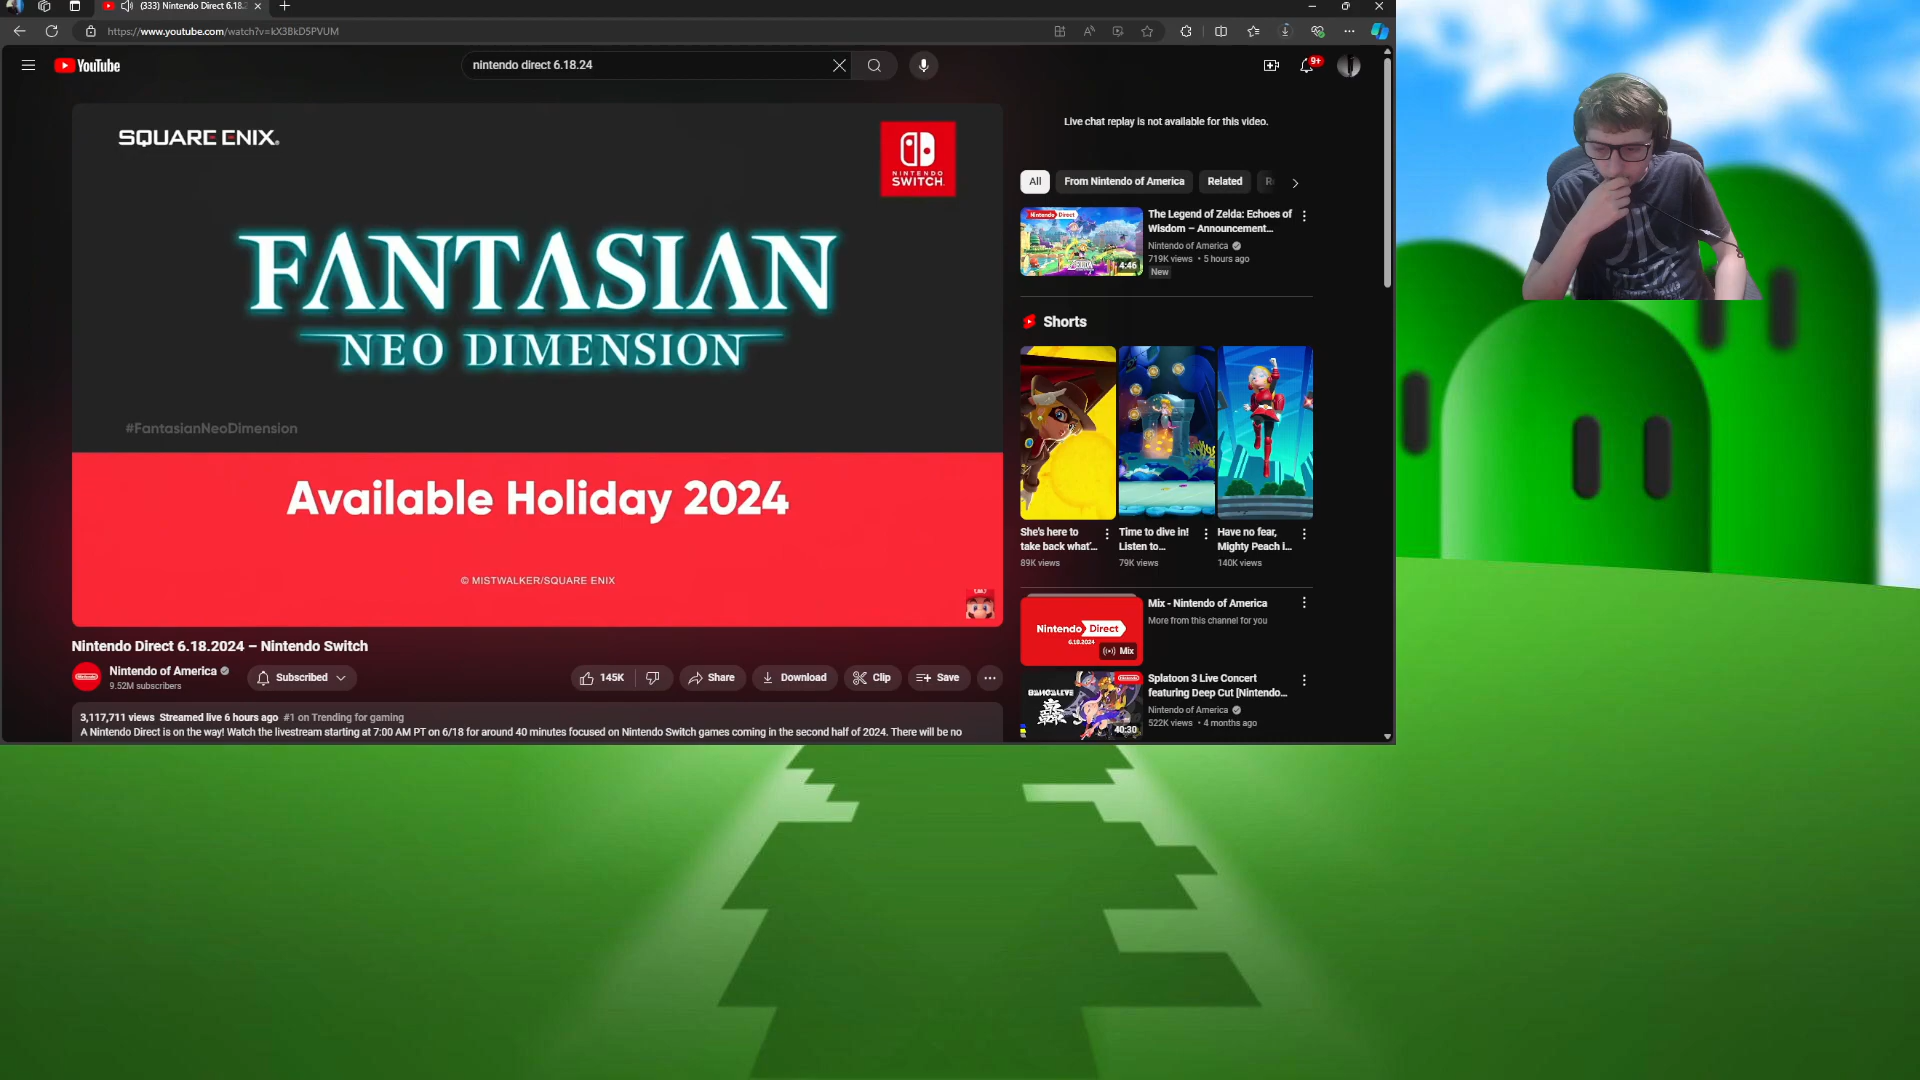 (333) Nintendo Direct 6.18.2
https://www.youtube.com/watch?v=kX3BkD5PVUM
YouTube
nintendo direct 6.18.24
9+
SQUARE ENIX
NINTENDO SWITCH
FANTASIAN
NEO DIMENSION
#FantasianNeoDimension
Available Holiday 2024
© MISTWALKER/SQUARE ENIX
Nintendo Direct 6.18.2024 – Nintendo Switch
Nintendo of America
9.52M subscribers
Subscribed
145K
Share
Download
Clip
Save
3,117,711 views Streamed live 6 hours ago #1 on Trending for gaming
A Nintendo Direct is on the way! Watch the livestream starting at 7:00 AM PT on 6/18 for around 40 minutes focused on Nintendo Switch games coming in the second half of 2024. There will be no
Live chat replay is not available for this video.
All
From Nintendo of America
Related
Nintendo Direct
ZELDA
4:46
The Legend of Zelda: Echoes of
Wisdom – Announcement...
Nintendo of America
719K views • 5 hours ago
New
Shorts
She's here to
take back what'...
89K views
Time to dive in!
Listen to...
79K views
Have no fear,
Mighty Peach i...
140K views
Nintendo Direct
6.18.2024
Mix
Mix - Nintendo of America
More from this channel for you
40:30
Splatoon 3 Live Concert
featuring Deep Cut [Nintendo...
Nintendo of America
522K views • 4 months ago